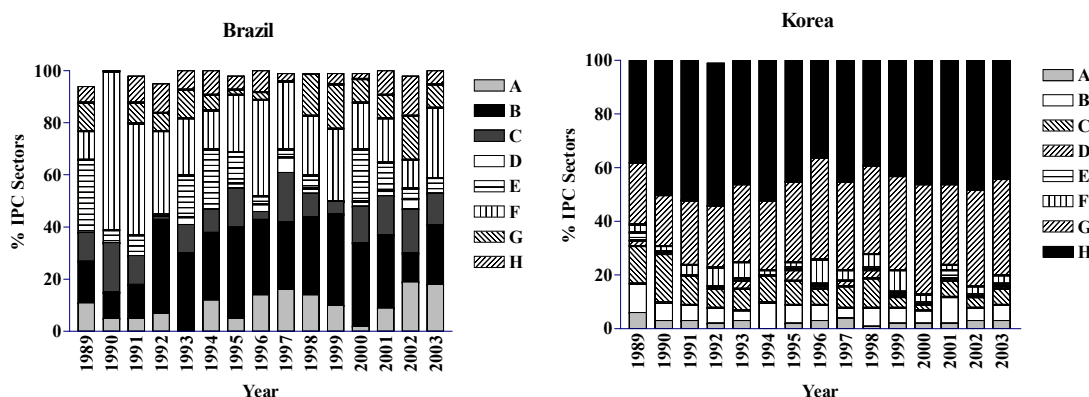 Brazil
% IPC Sectors
100
80
60
40
20
0
1989
1990
1991
1992
1993
1994
1995
1996
1997
1998
1999
2000
2001
2002
2003
Year
A
B
C
D
E
F
G
H
Korea
% IPC Sectors
100
80
60
40
20
0
1989
1990
1991
1992
1993
1994
1995
1996
1997
1998
1999
2000
2001
2002
2003
Year
A
B
C
D
E
F
G
H